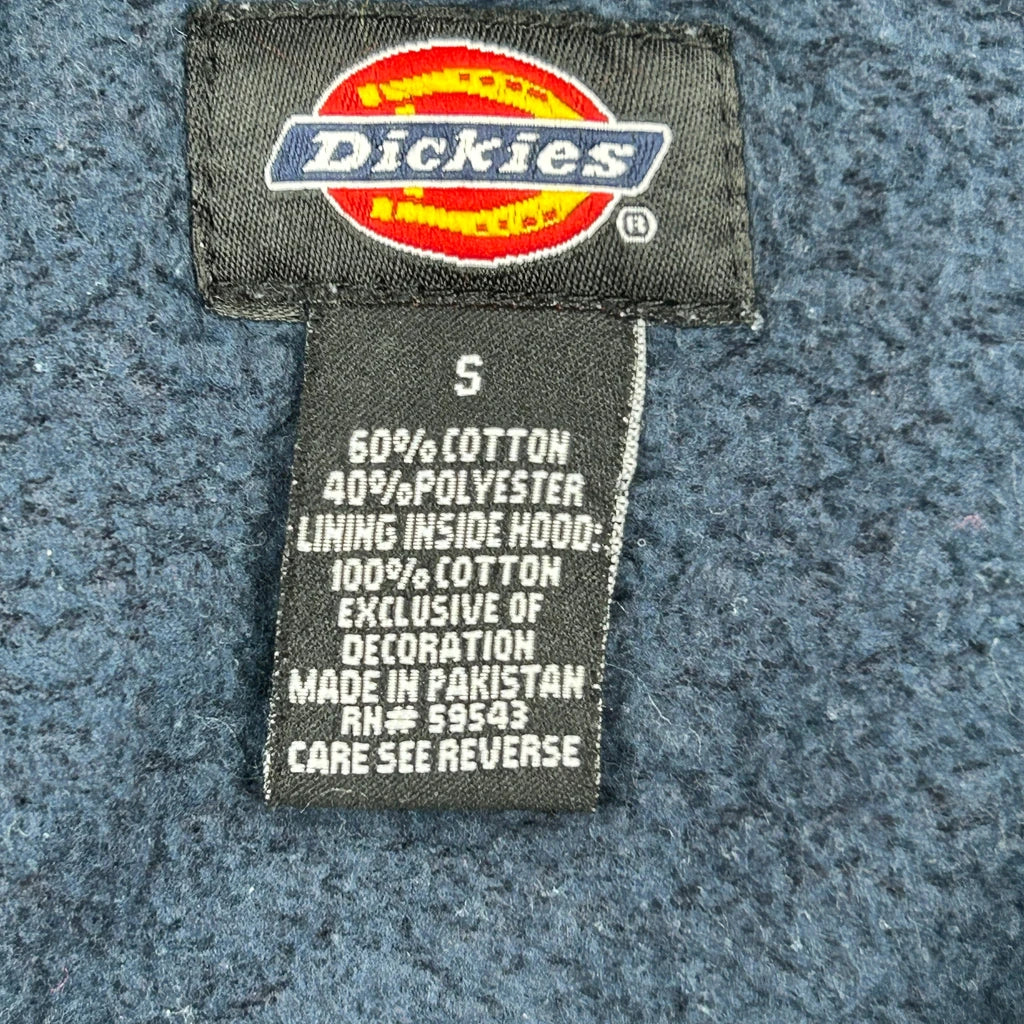 Dickies
®
S
60% COTTON
40% POLYESTER
LINING INSIDE HOOD:
100% COTTON
EXCLUSIVE OF
DECORATION
MADE IN PAKISTAN
RN# 59543
CARE SEE REVERSE